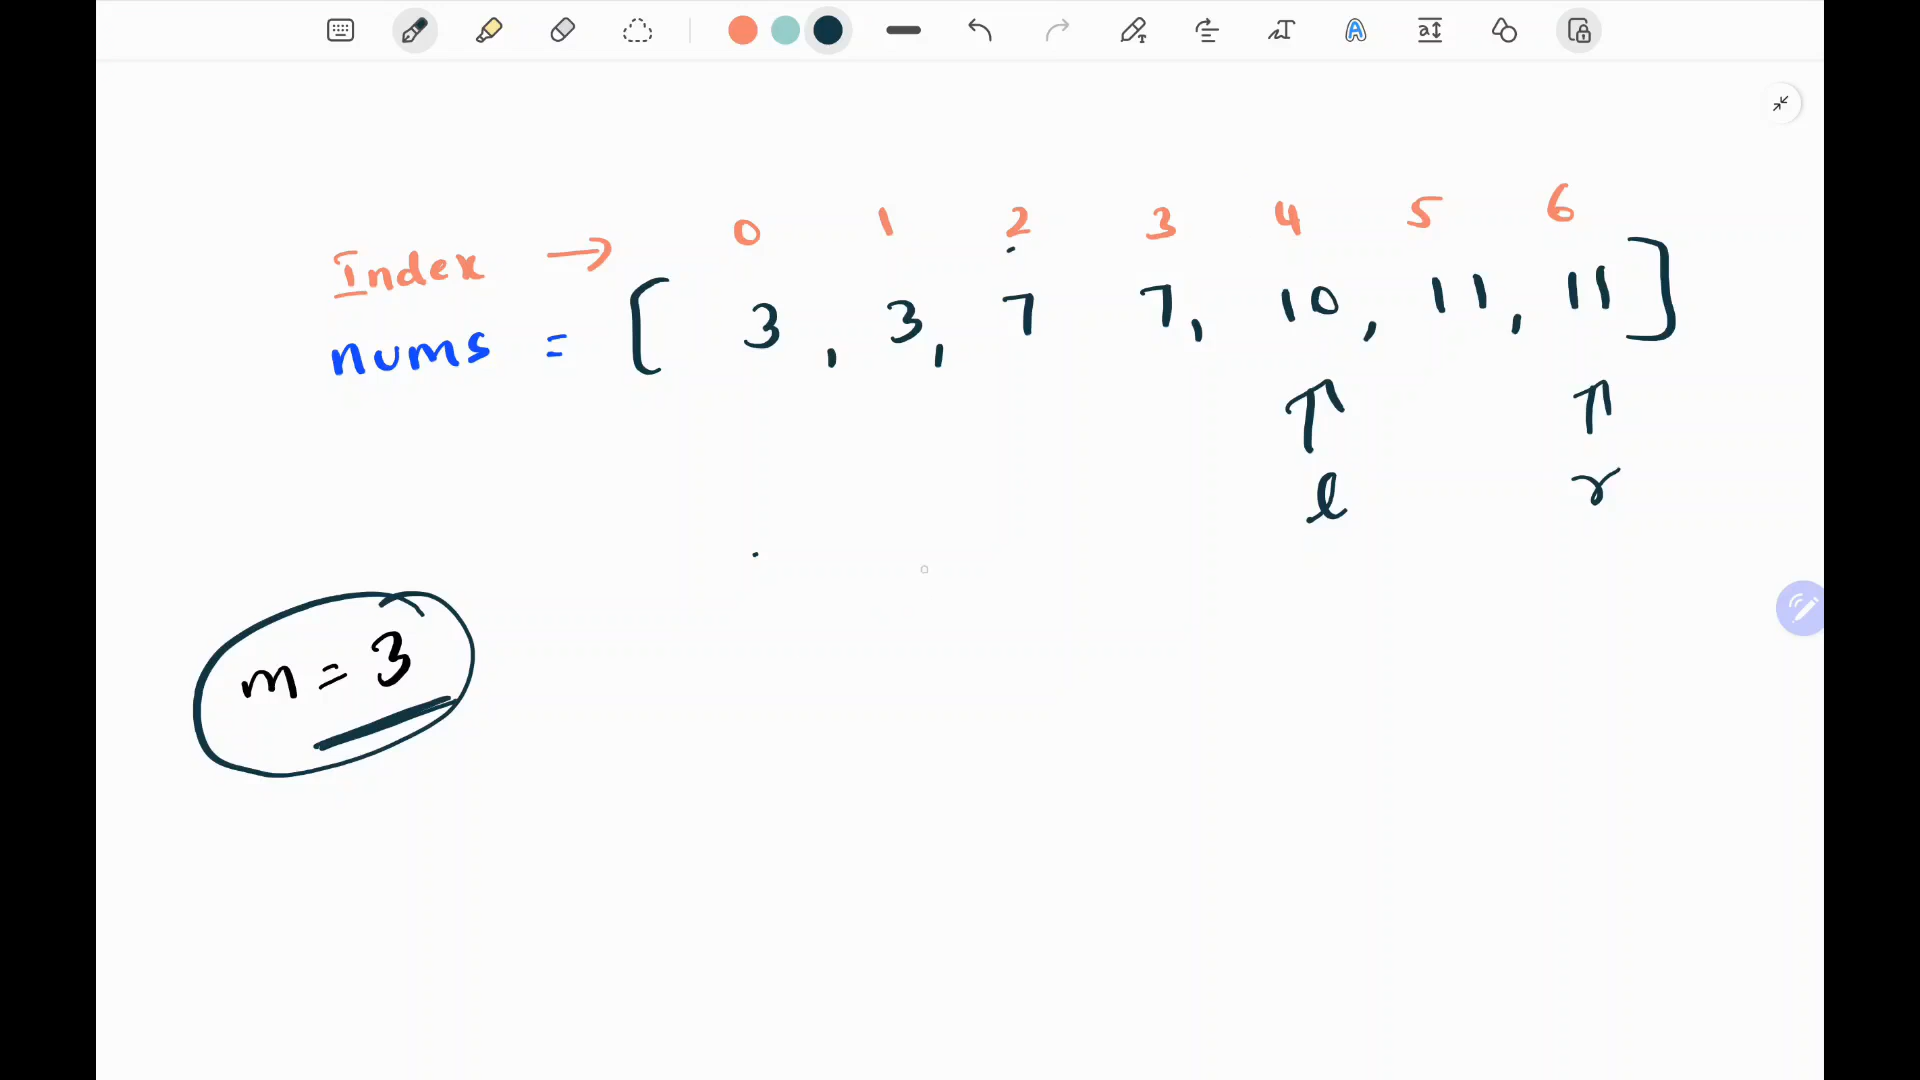 0 1 2 3 4 5 6
Index →
nums = [ 3 , 3, 7 7, 10, 11, 11 ]
l r
m = 3